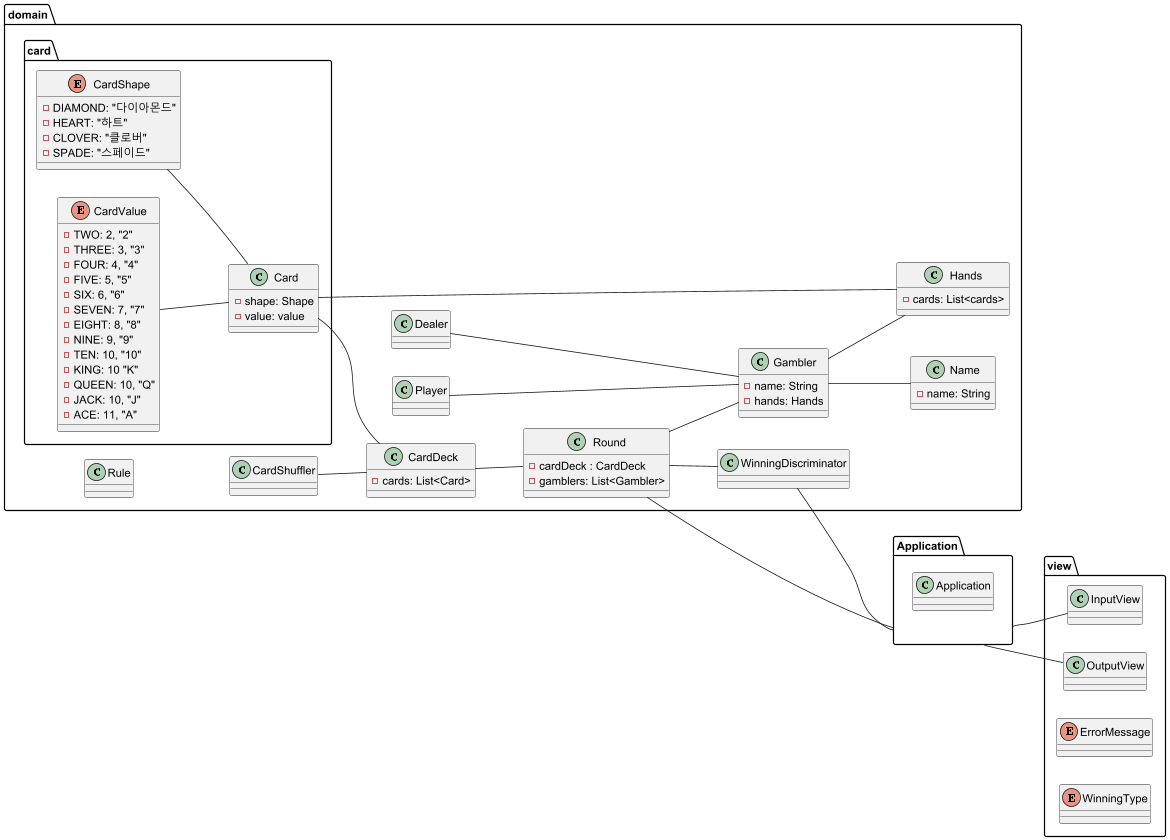 domain
card
E CardShape
DIAMOND: "다이아몬드"
HEART: "하트"
CLOVER: "클로버"
SPADE: "스페이드"
E CardValue
TWO: 2, "2"
THREE: 3, "3"
FOUR: 4, "4"
FIVE: 5, "5"
SIX: 6, "6"
SEVEN: 7, "7"
EIGHT: 8, "8"
NINE: 9, "9"
TEN: 10, "10"
KING: 10 "K"
QUEEN: 10, "Q"
JACK: 10, "J"
ACE: 11, "A"
C Card
shape: Shape
value: value
C Hands
cards: List<cards>
C Dealer
C Player
C Gambler
name: String
hands: Hands
C Name
name: String
C Rule
C CardShuffler
C CardDeck
cards: List<Card>
C Round
cardDeck : CardDeck
gamblers: List<Gambler>
C WinningDiscriminator
Application
C Application
view
C InputView
C OutputView
E ErrorMessage
E WinningType